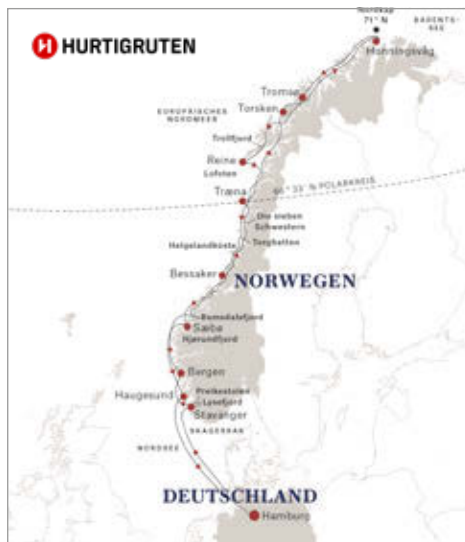 HURTIGRUTEN
Nordkap
71° N
BARENTS-
SEE
Honningsvåg
Tromsø
Torsken
EUROPÄISCHES
NORDMEER
Trollfjord
Reine
Lofoten
66° 33' N POLARKREIS
Træna
Die sieben
Schwestern
Torghatten
Helgelandküste
Bessaker
NORWEGEN
Romsdalsfjord
Sæbø
Hjørundfjord
Bergen
Preikestolen
Haugesund
Lysefjord
Stavanger
SKAGERRAK
NORDSEE
DEUTSCHLAND
Hamburg